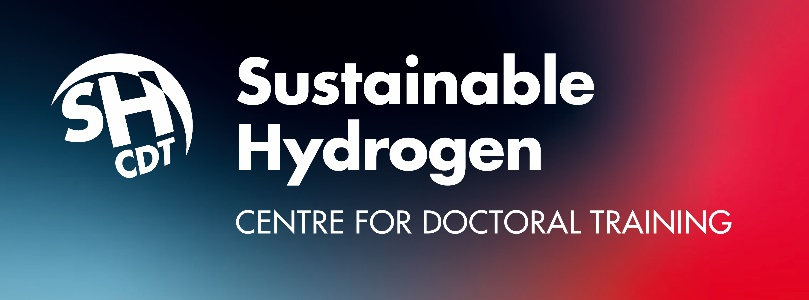 SH
CDT
Sustainable
Hydrogen
CENTRE FOR DOCTORAL TRAINING